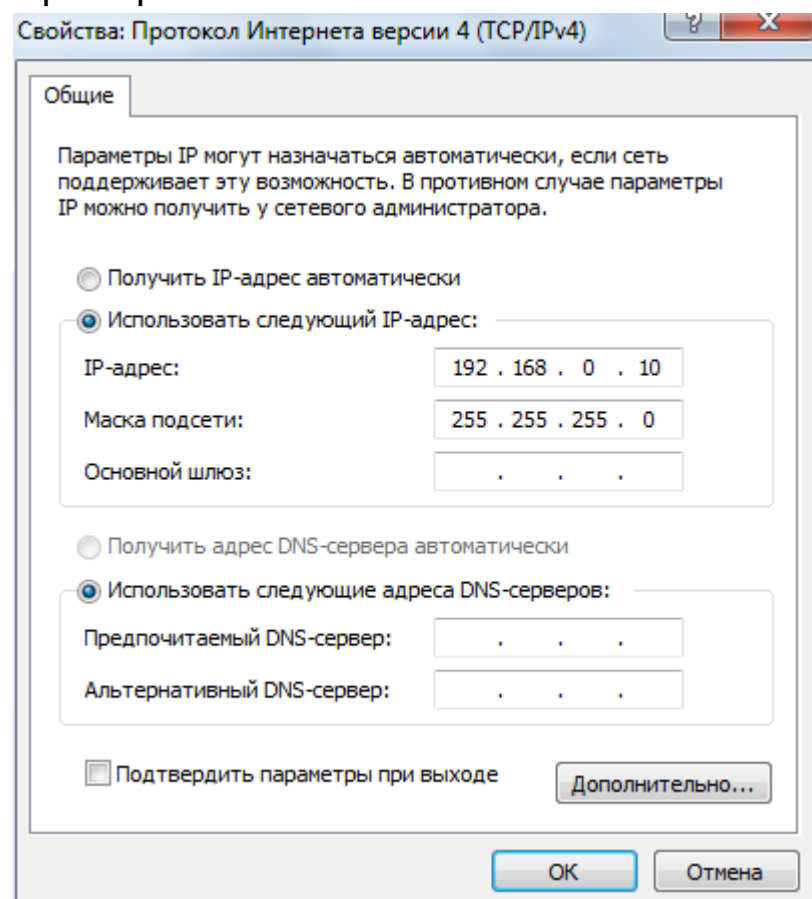 Свойства: Протокол Интернета версии 4 (TCP/IPv4)
Общие
Параметры IP могут назначаться автоматически, если сеть
поддерживает эту возможность. В противном случае параметры
IP можно получить у сетевого администратора.
Получить IP-адрес автоматически
Использовать следующий IP-адрес:
IP-адрес: 192 . 168 . 0 . 10
Маска подсети: 255 . 255 . 255 . 0
Основной шлюз: . . .
Получить адрес DNS-сервера автоматически
Использовать следующие адреса DNS-серверов:
Предпочитаемый DNS-сервер: . . .
Альтернативный DNS-сервер: . . .
Подтвердить параметры при выходе
Дополнительно...
ОК Отмена